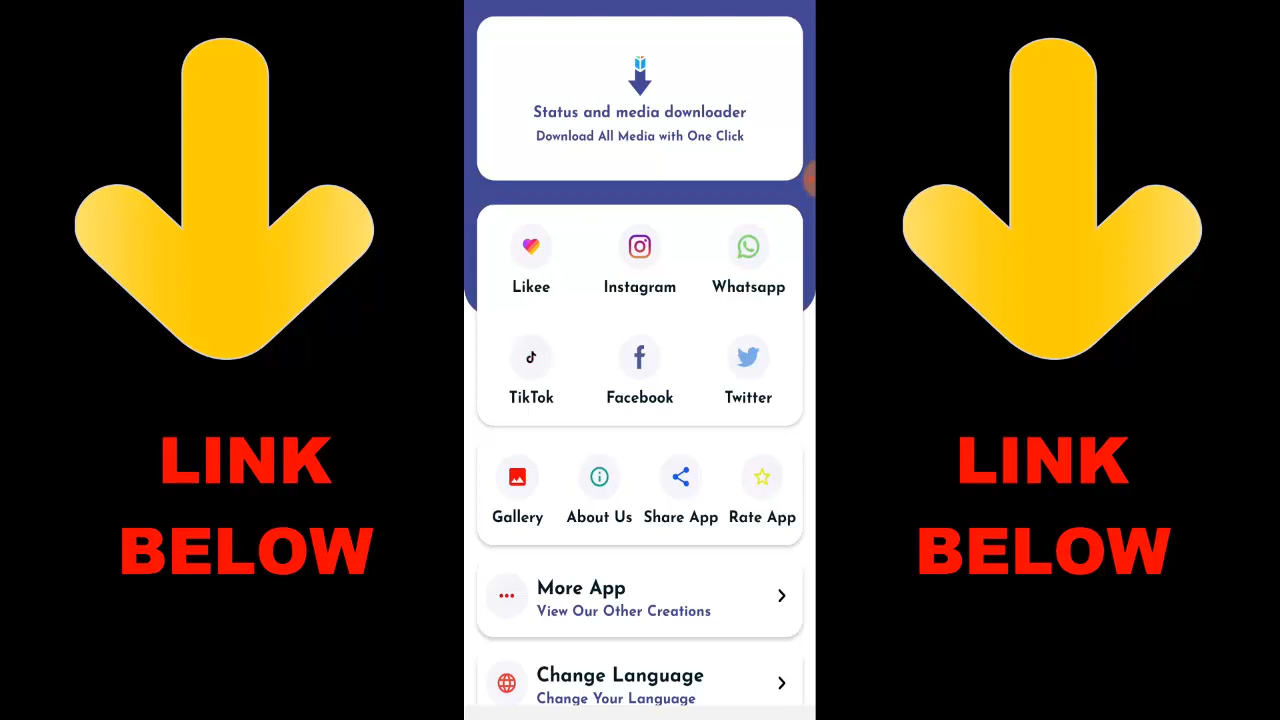 Status and media downloader
Download All Media with One Click
Likee
Instagram
Whatsapp
TikTok
Facebook
Twitter
Gallery
About Us
Share App
Rate App
More App
View Our Other Creations
Change Language
Change Your Language
LINK
BELOW
LINK
BELOW